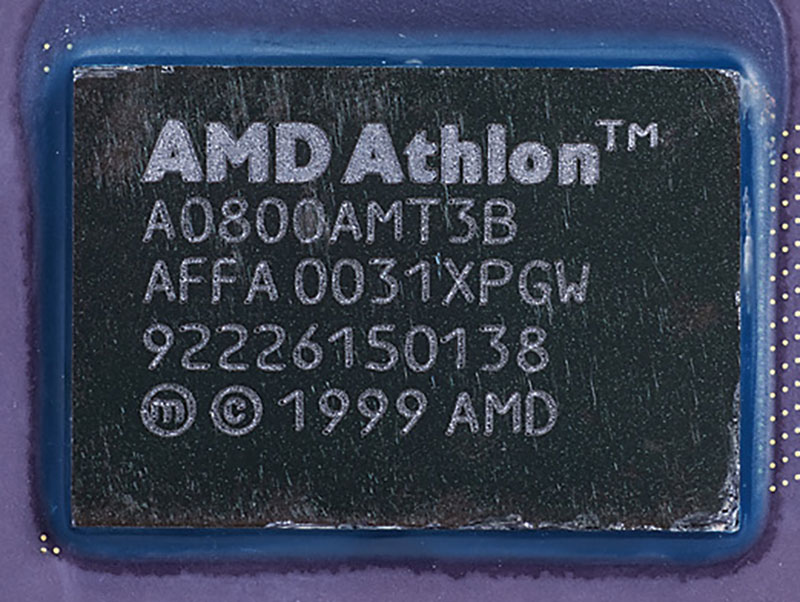 AMD Athlon™
A0800AMT3B
AFFA 0031XPGW
92226150138
ⓜ © 1999 AMD